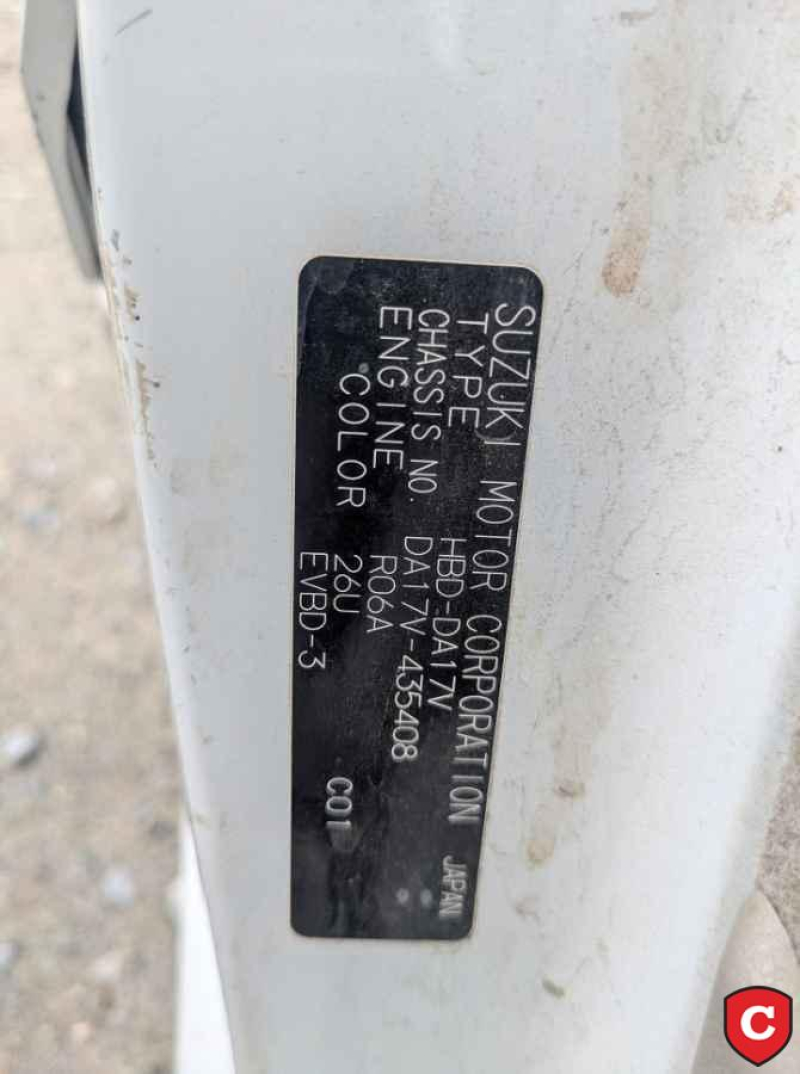 SUZUKI MOTOR CORPORATION JAPAN
TYPE HBD-DA17V
CHASSIS NO. DA17V-435408
ENGINE R06A
COLOR 26U C01
EVBD-3
C